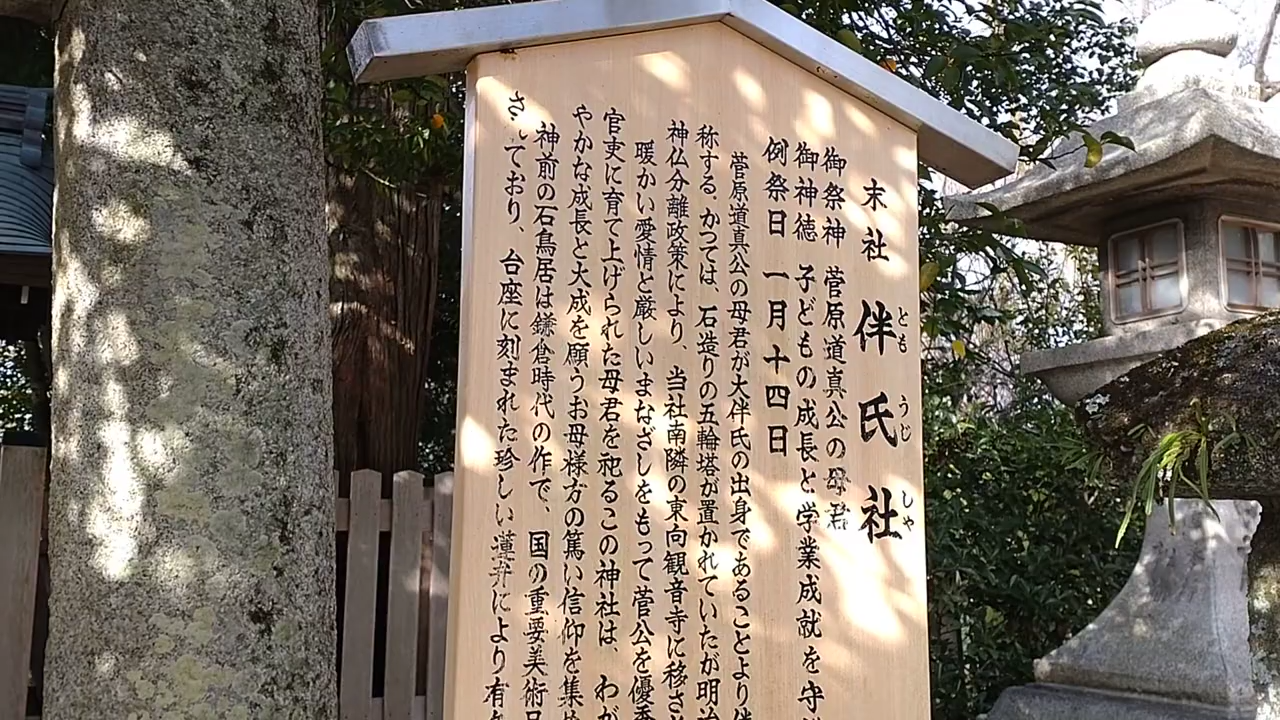 末社 伴氏社
とも うじ しゃ
御祭神 菅原道真公の母君
御神徳 子どもの成長と学業成就を守
例祭日 一月十四日
菅原道真公の母君が大伴氏の出身であることより伴
称する。かつては、石造りの五輪塔が置かれていたが明治
神仏分離政策により、当社南隣の東向観音寺に移され
暖かい愛情と厳しいまなざしをもって菅公を優秀
官吏に育て上げられた母君を祀るこの神社は、わが
やかな成長と大成を願うお母様方の篤い信仰を集め
神前の石鳥居は鎌倉時代の作で、国の重要美術品
されており、台座に刻まれた珍しい蓮弁により有名